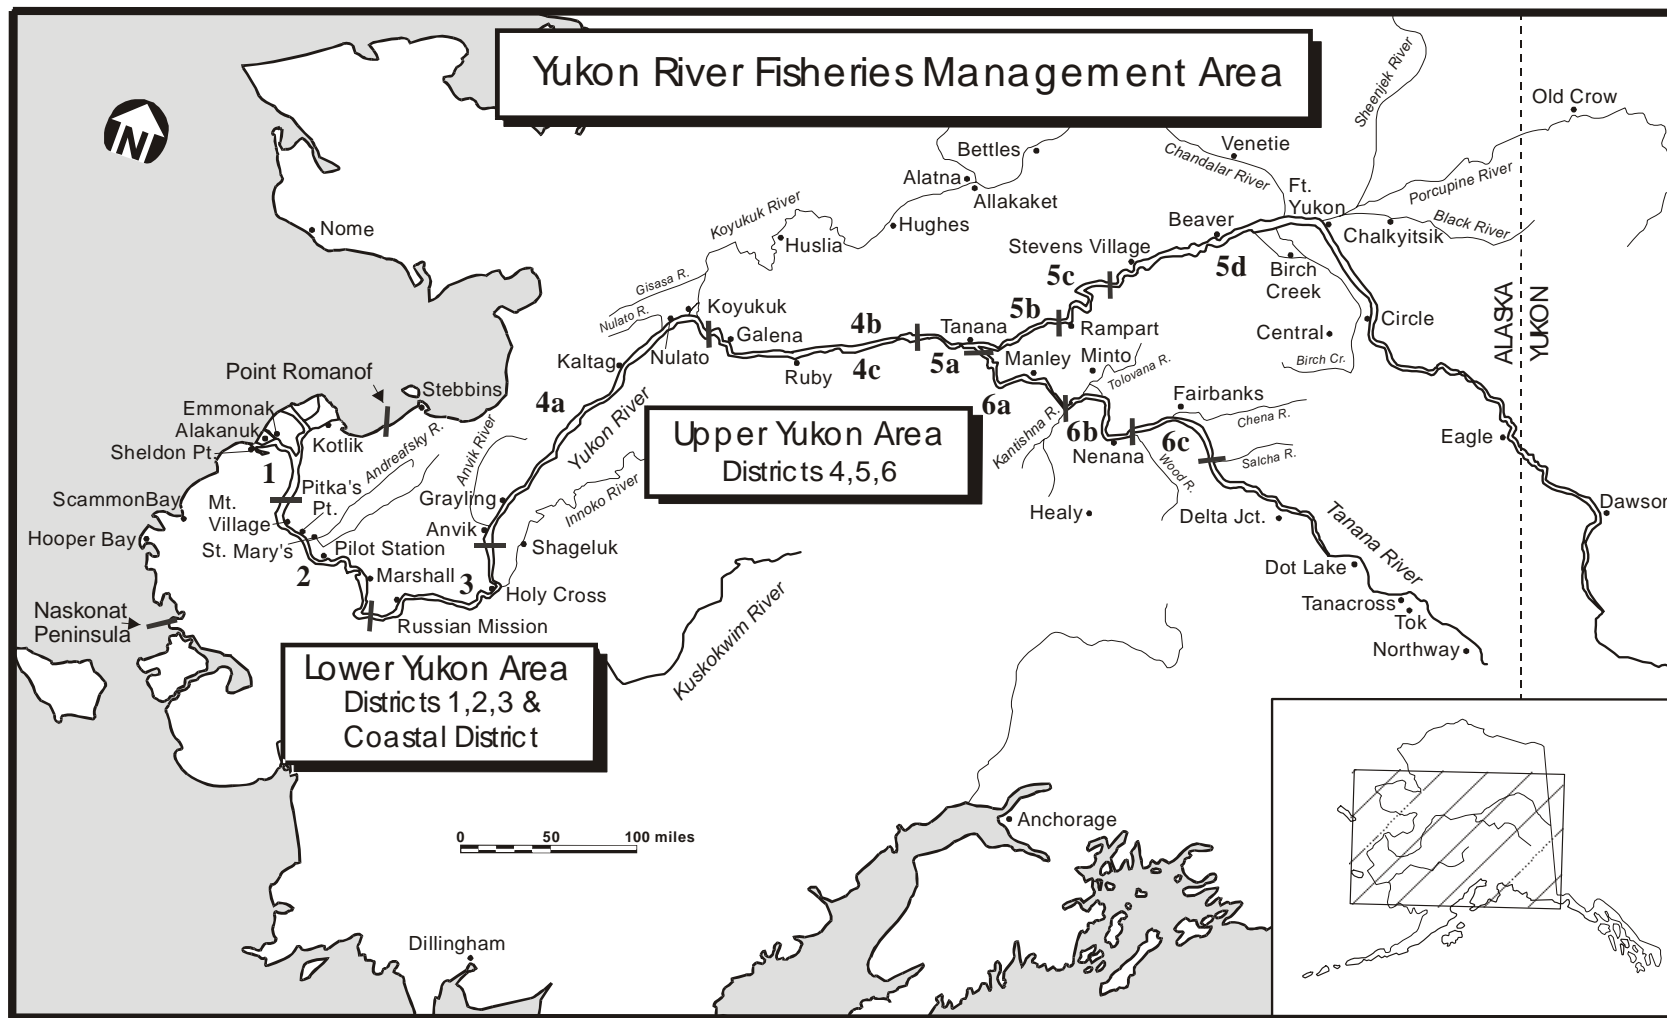 Yukon River Fisheries Management Area
N
Old Crow
Sheenjek River
Venetie
Chandalar River
Bettles
Alatna
Allakaket
Ft.
Yukon
Porcupine River
Black River
Chalkyitsik
Koyukuk River
Hughes
Huslia
Beaver
Stevens Village
Nome
5c
5d
Birch
Creek
Gisasa R.
Nulato R.
Koyukuk
Galena
Nulato
4b
4c
Ruby
Tanana
5a
5b
Rampart
Circle
Central
Birch Cr.
ALASKA
YUKON
Kaltag
4a
Yukon River
Manley
Minto
Tolovana R.
6a
Kantishna R.
6b
Nenana
Fairbanks
Chena R.
6c
Salcha R.
Wood R.
Eagle
Point Romanof
Stebbins
Emmonak
Alakanuk
Sheldon Pt.
Kotlik
1
Andreafsky R.
Anvik River
Upper Yukon Area
Districts 4,5,6
Scammon Bay
Mt.
Village
Pitka's
Pt.
Grayling
Innoko River
Hooper Bay
St. Mary's
Anvik
Shageluk
Pilot Station
2
Marshall
3
Holy Cross
Healy
Delta Jct.
Tanana River
Dawson
Dot Lake
Tanacross
Tok
Northway
Naskonat
Peninsula
Russian Mission
Kuskokwim River
Lower Yukon Area
Districts 1,2,3 &
Coastal District
Anchorage
0 50 100 miles
Dillingham